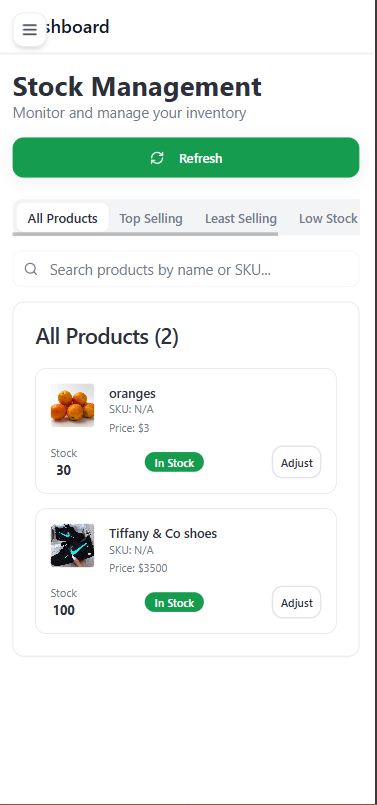 shboard
Stock Management
Monitor and manage your inventory
Refresh
All Products Top Selling Least Selling Low Stock
Search products by name or SKU...
All Products (2)
oranges
SKU: N/A
Price: $3
Stock
30 In Stock Adjust
Tiffany & Co shoes
SKU: N/A
Price: $3500
Stock
100 In Stock Adjust